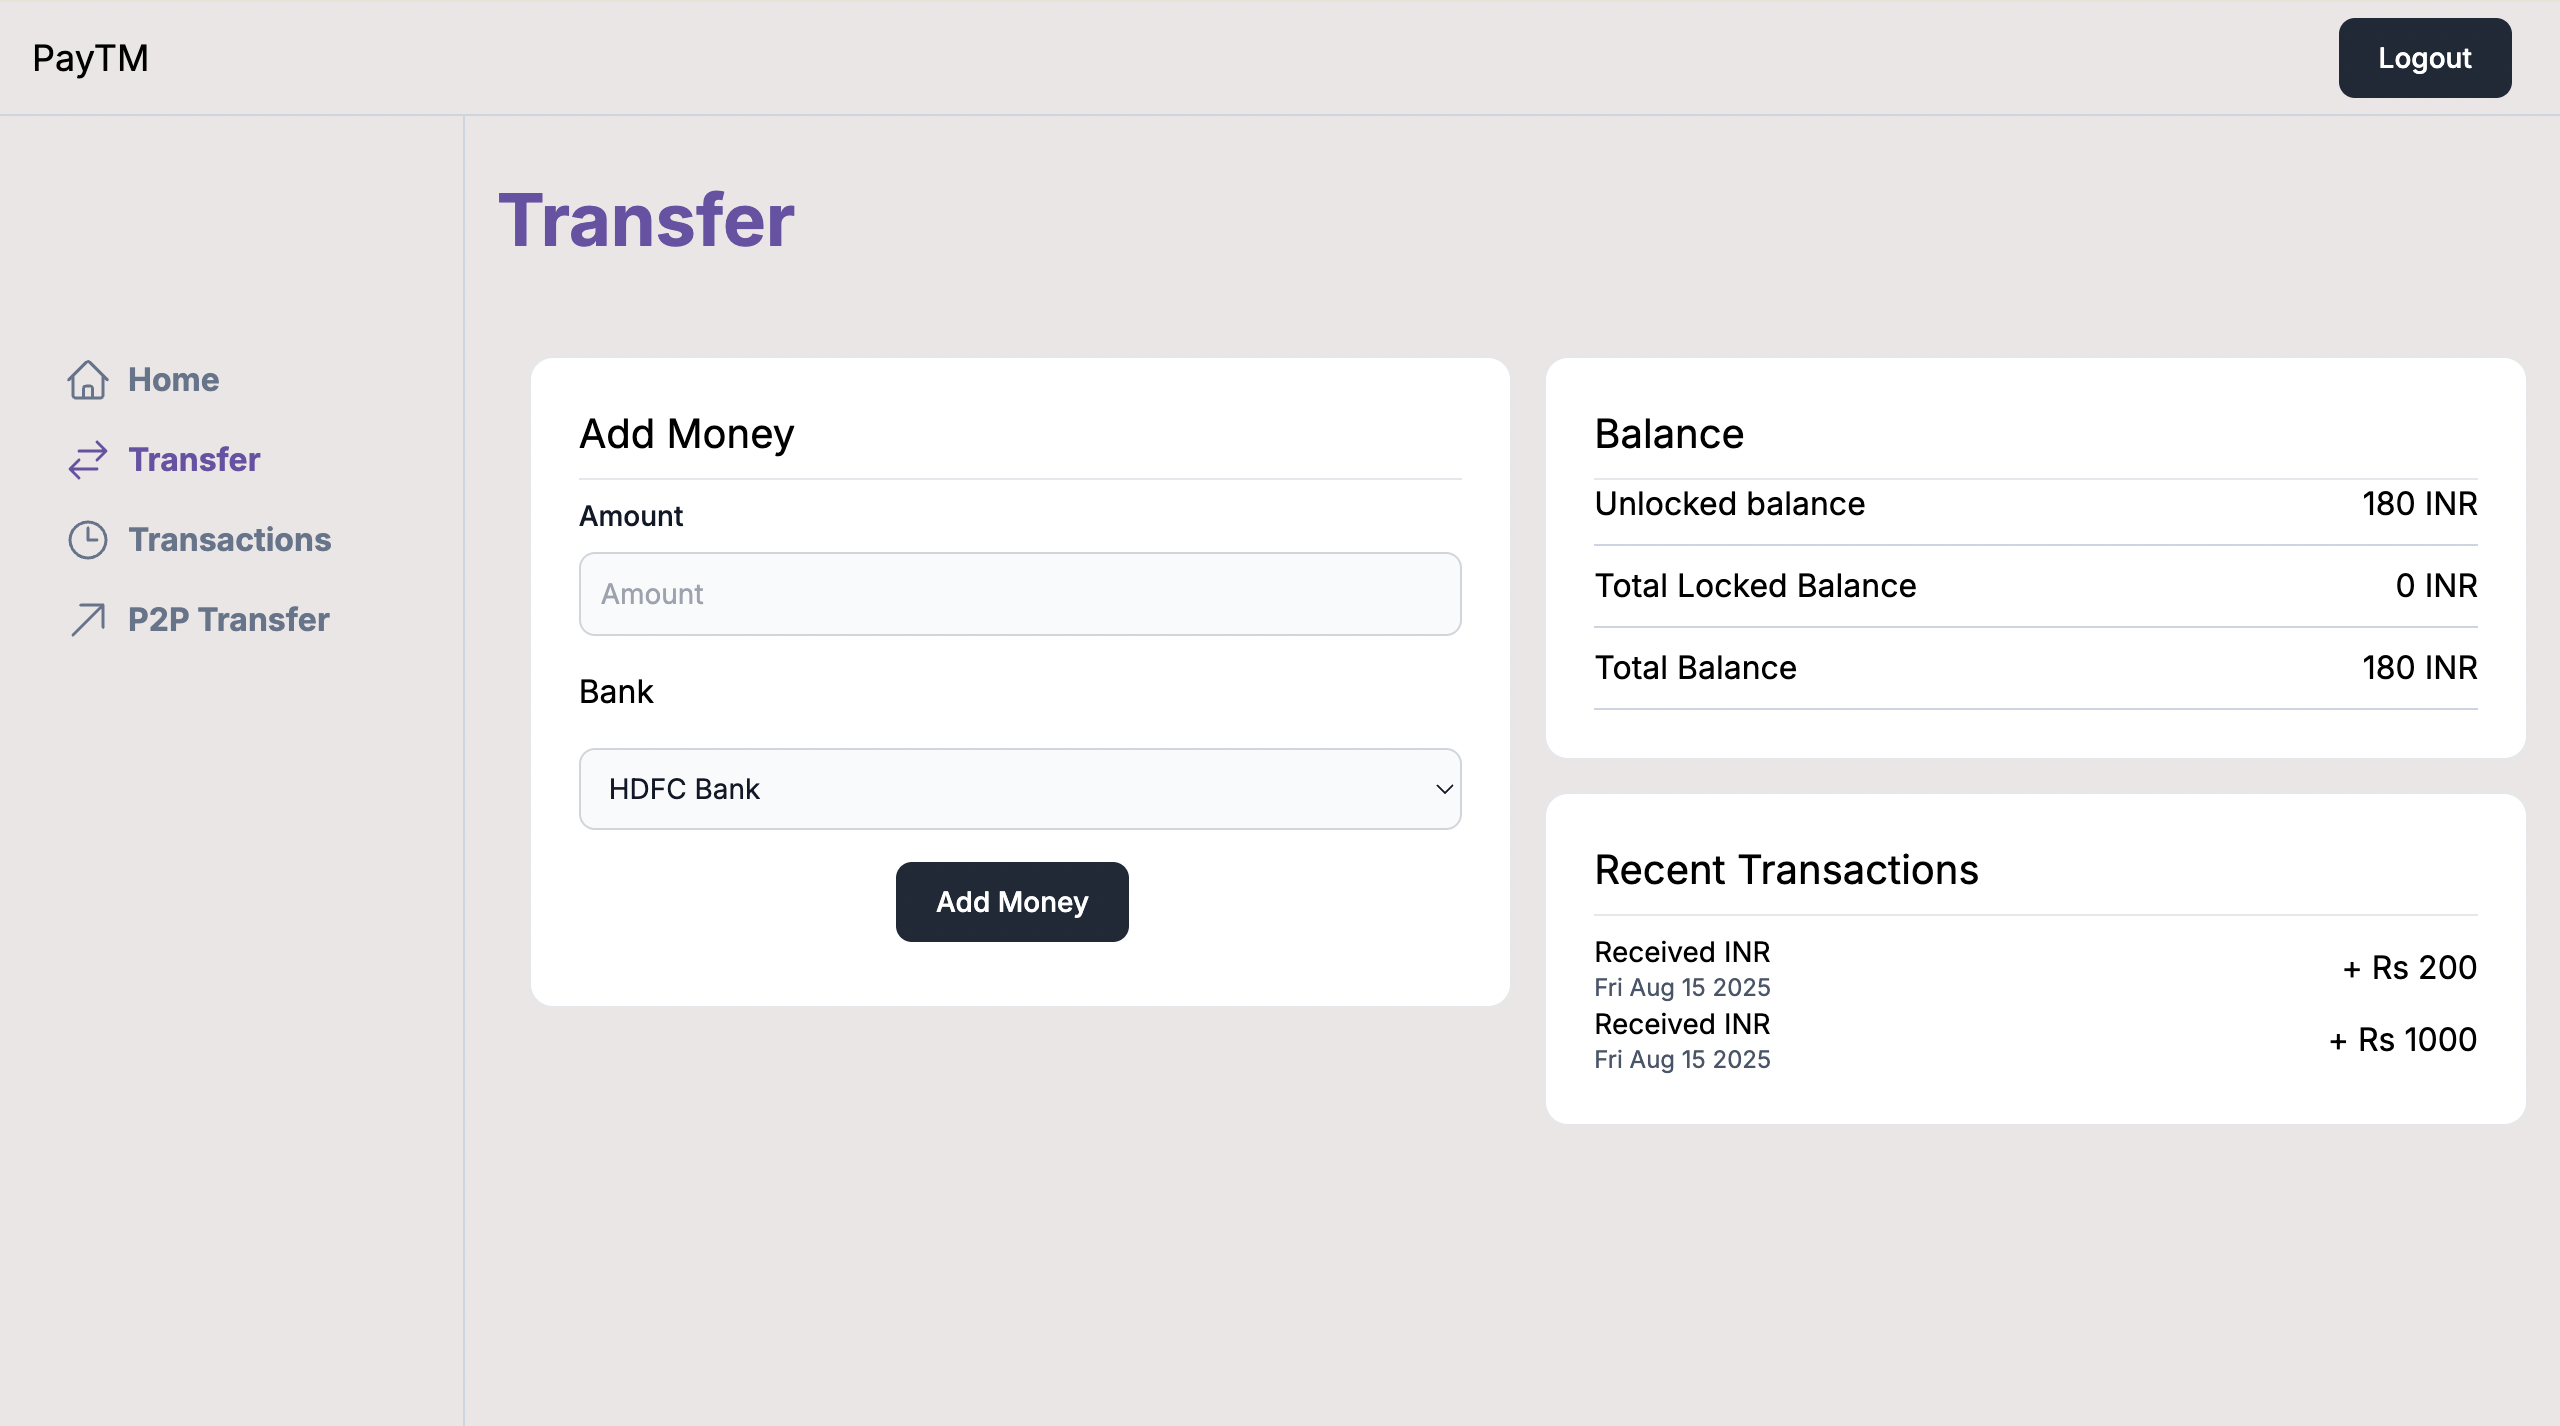 PayTM
Logout
Home
Transfer
Transactions
P2P Transfer
Transfer
Add Money
Amount
Amount
Bank
HDFC Bank
Add Money
Balance
Unlocked balance 180 INR
Total Locked Balance 0 INR
Total Balance 180 INR
Recent Transactions
Received INR
Fri Aug 15 2025
+ Rs 200
Received INR
Fri Aug 15 2025
+ Rs 1000